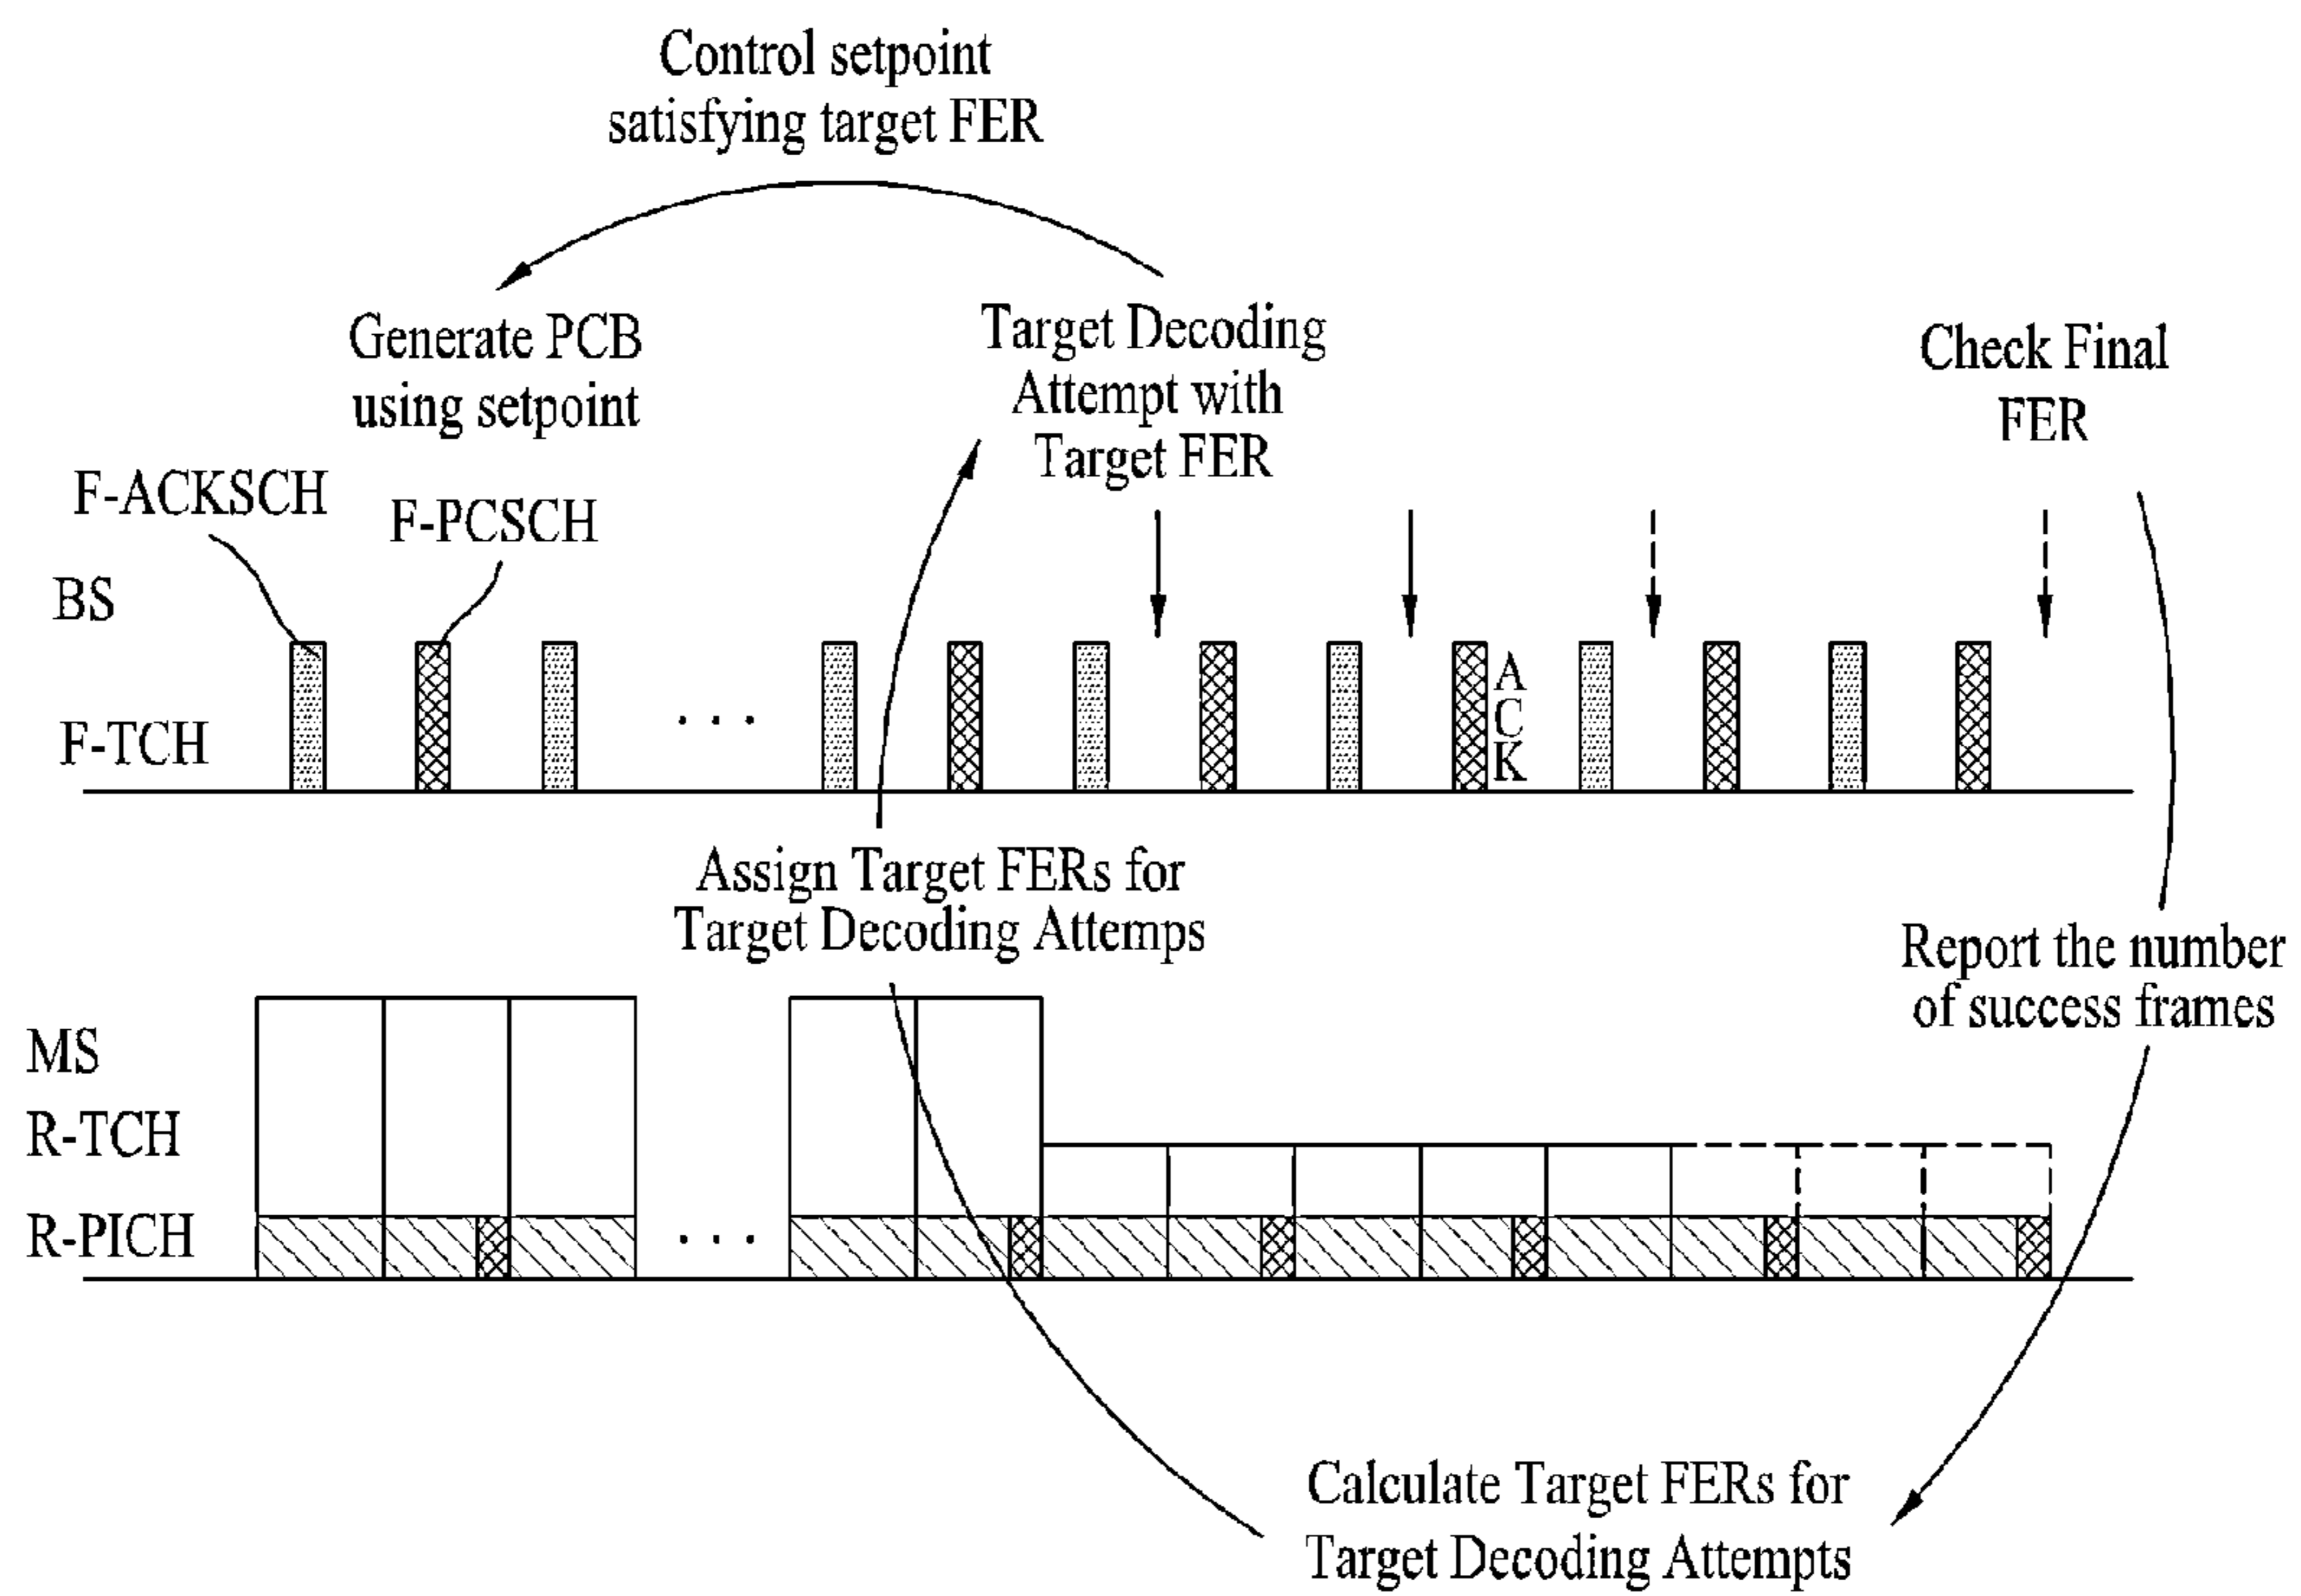 Control setpoint
satisfying target FER
Generate PCB
using setpoint
Target Decoding
Attempt with
Target FER
Check Final
FER
F-ACKSCH
F-PCSCH
BS
F-TCH
. . .
ACK
Assign Target FERs for
Target Decoding Attemps
Report the number
of success frames
MS
R-TCH
R-PICH
. . .
Calculate Target FERs for
Target Decoding Attempts